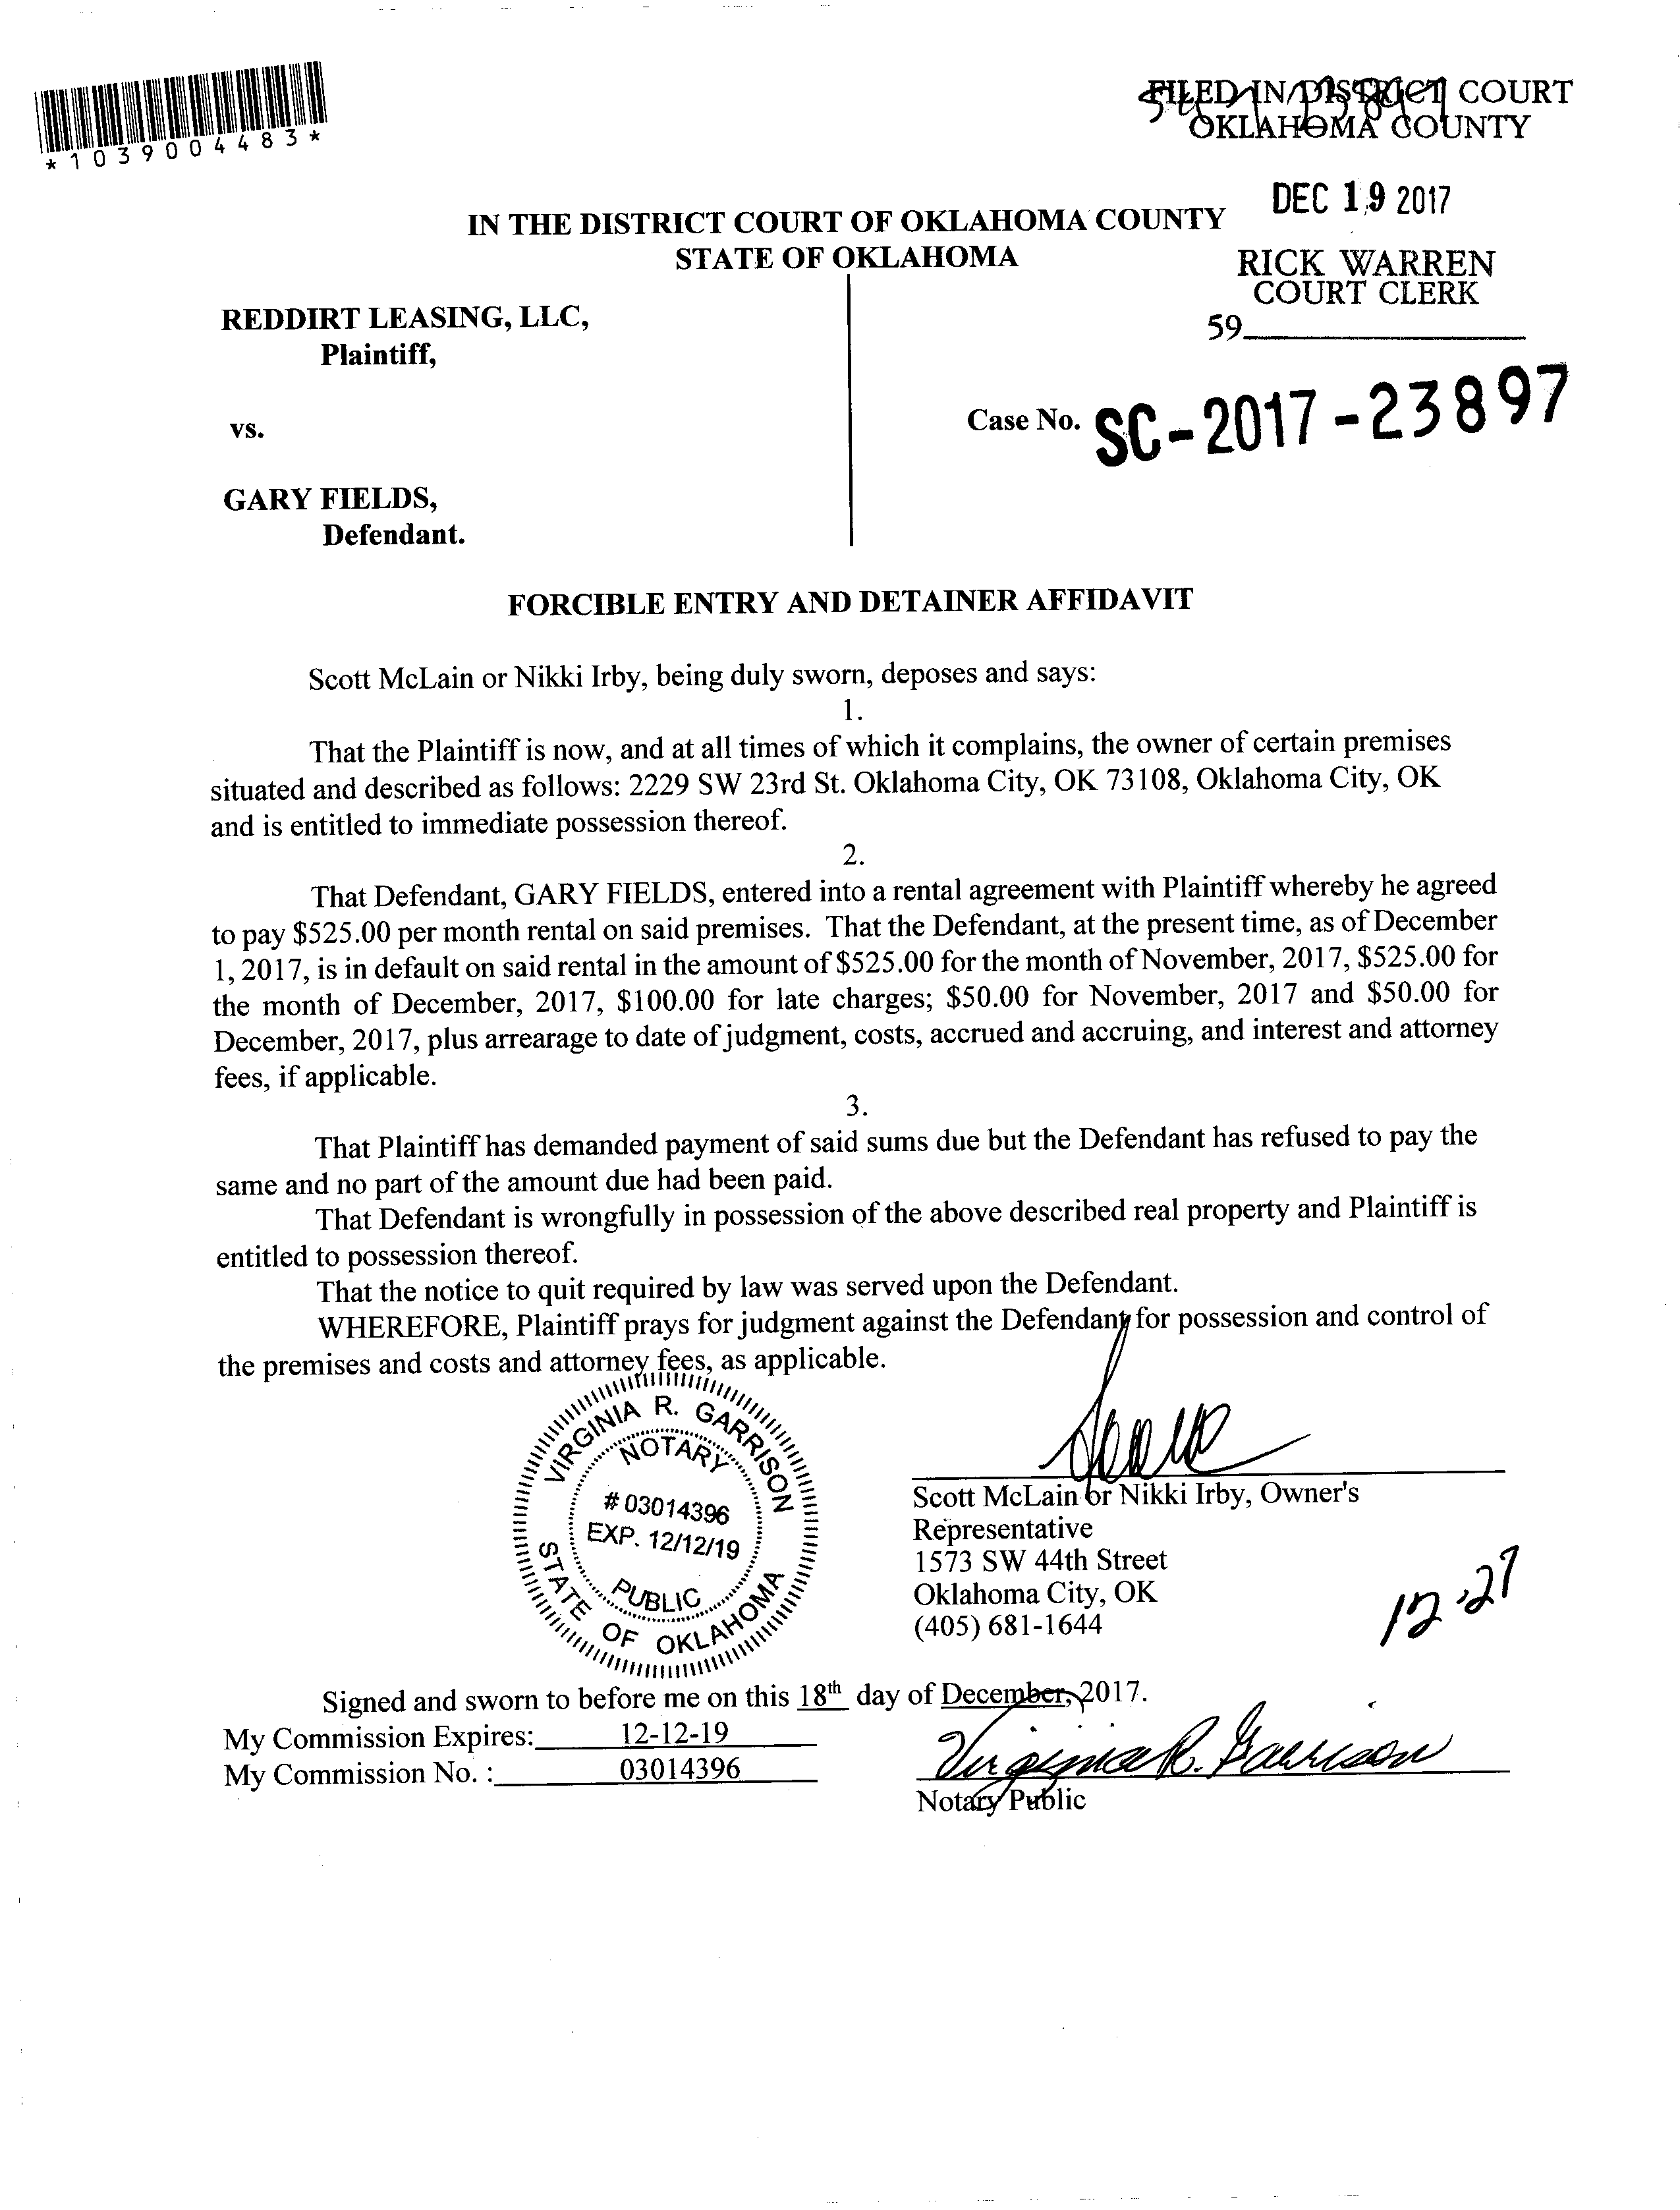 *1039004483*
FILED IN DISTRICT COURT
OKLAHOMA COUNTY
DEC 19 2017
RICK WARREN
COURT CLERK
59
IN THE DISTRICT COURT OF OKLAHOMA COUNTY
STATE OF OKLAHOMA
REDDIRT LEASING, LLC,
Plaintiff,
vs.
Case No. SC-2017-23897
GARY FIELDS,
Defendant.
FORCIBLE ENTRY AND DETAINER AFFIDAVIT
Scott McLain or Nikki Irby, being duly sworn, deposes and says:
1.
That the Plaintiff is now, and at all times of which it complains, the owner of certain premises
situated and described as follows: 2229 SW 23rd St. Oklahoma City, OK 73108, Oklahoma City, OK
and is entitled to immediate possession thereof.
2.
That Defendant, GARY FIELDS, entered into a rental agreement with Plaintiff whereby he agreed
to pay $525.00 per month rental on said premises. That the Defendant, at the present time, as of December
1, 2017, is in default on said rental in the amount of $525.00 for the month of November, 2017, $525.00 for
the month of December, 2017, $100.00 for late charges; $50.00 for November, 2017 and $50.00 for
December, 2017, plus arrearage to date of judgment, costs, accrued and accruing, and interest and attorney
fees, if applicable.
3.
That Plaintiff has demanded payment of said sums due but the Defendant has refused to pay the
same and no part of the amount due had been paid.
That Defendant is wrongfully in possession of the above described real property and Plaintiff is
entitled to possession thereof.
That the notice to quit required by law was served upon the Defendant.
WHEREFORE, Plaintiff prays for judgment against the Defendant for possession and control of
the premises and costs and attorney fees, as applicable.
VIRGINIA R. GARRISON
NOTARY
# 03014396
EXP. 12/12/19
PUBLIC
STATE OF OKLAHOMA
Scott McLain or Nikki Irby, Owner's
Representative
1573 SW 44th Street
Oklahoma City, OK
(405) 681-1644
12-27
Signed and sworn to before me on this 18th day of December, 2017.
My Commission Expires: 12-12-19
My Commission No. : 03014396
Virginia R. Garrison
Notary Public